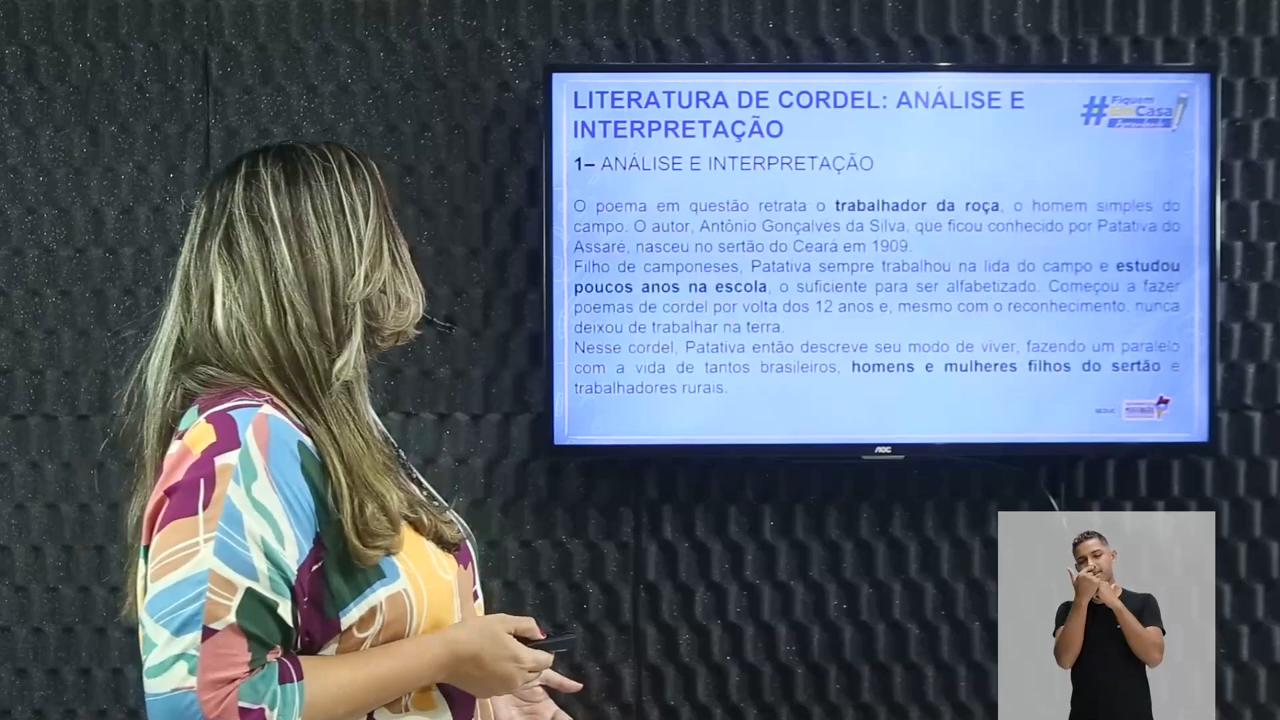 LITERATURA DE CORDEL: ANÁLISE E
INTERPRETAÇÃO
#Fiquem
EmCasa
1– ANÁLISE E INTERPRETAÇÃO
O poema em questão retrata o trabalhador da roça, o homem simples do
campo. O autor, Antônio Gonçalves da Silva, que ficou conhecido por Patativa do
Assaré, nasceu no sertão do Ceará em 1909.
Filho de camponeses, Patativa sempre trabalhou na lida do campo e estudou
poucos anos na escola, o suficiente para ser alfabetizado. Começou a fazer
poemas de cordel por volta dos 12 anos e, mesmo com o reconhecimento, nunca
deixou de trabalhar na terra.
Nesse cordel, Patativa então descreve seu modo de viver, fazendo um paralelo
com a vida de tantos brasileiros, homens e mulheres filhos do sertão e
trabalhadores rurais.
SEDUC
AOC